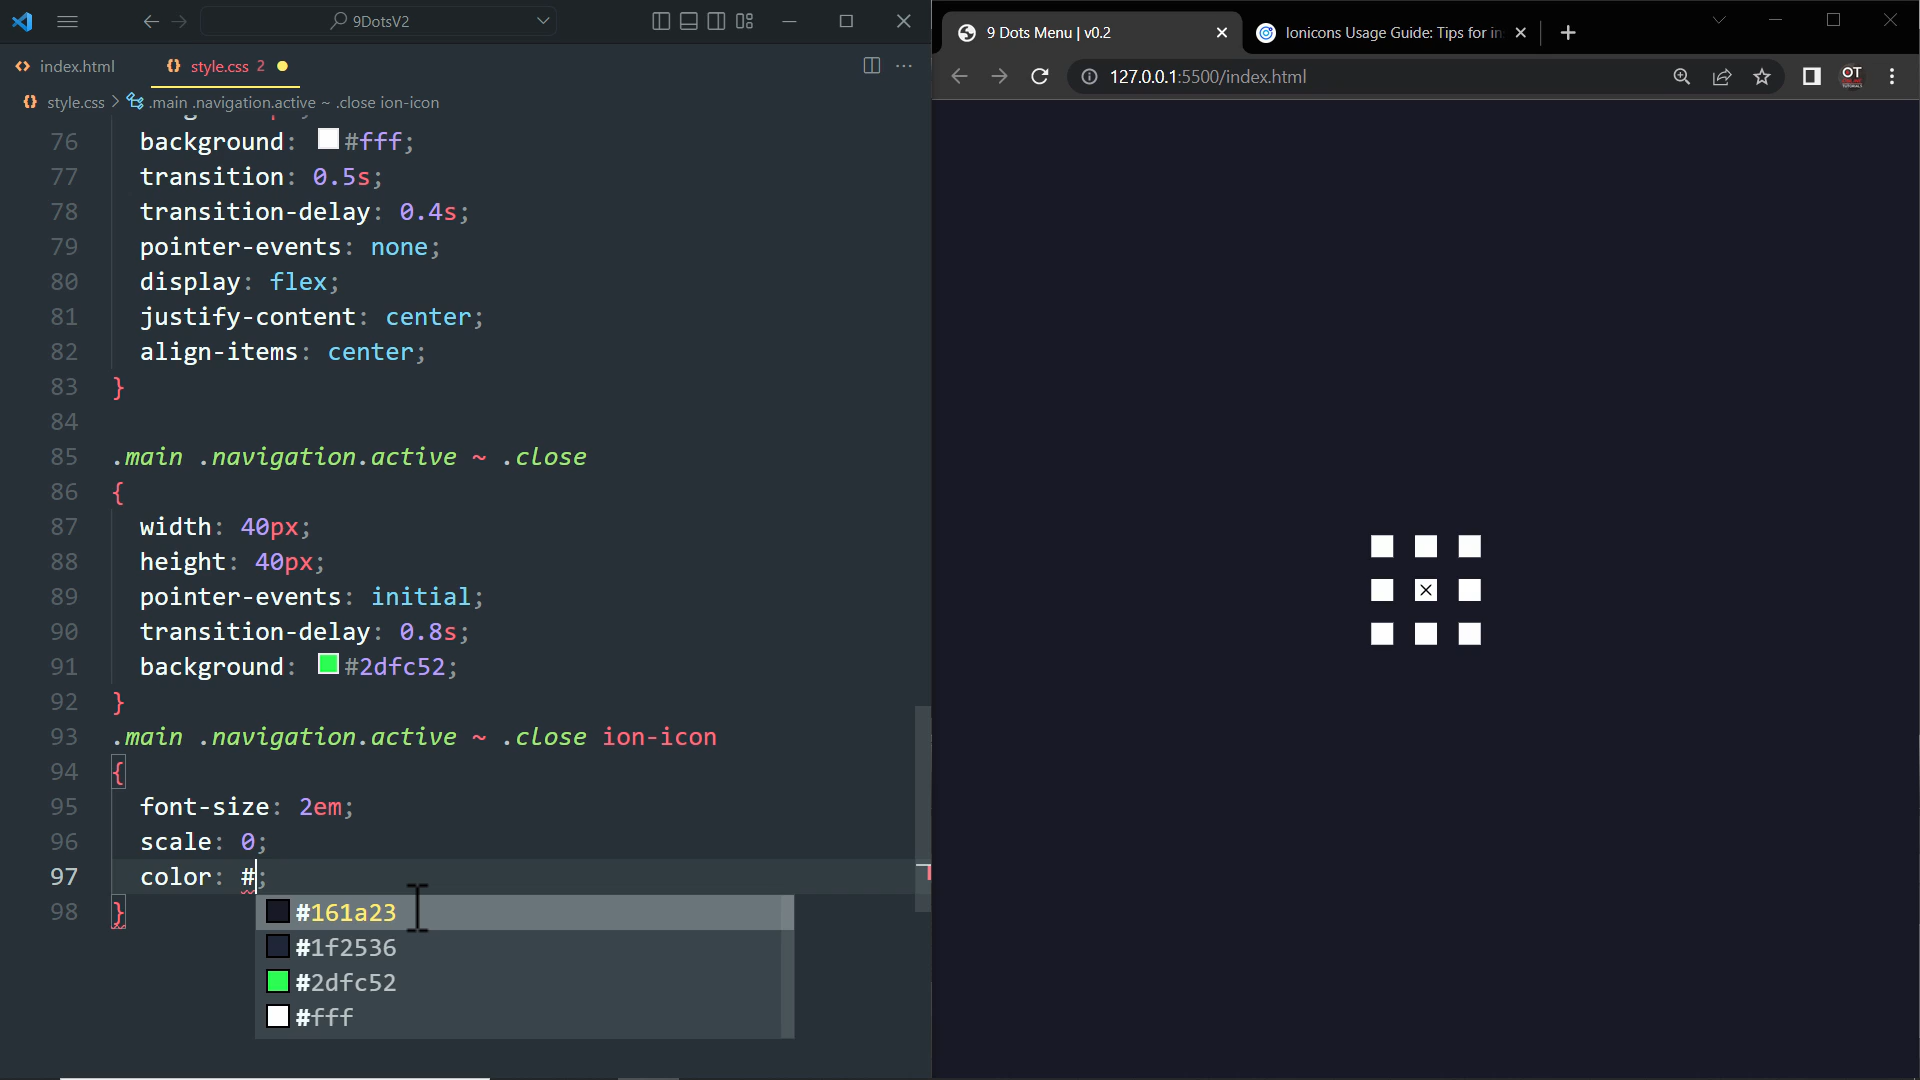 9DotsV2
index.html
style.css 2
style.css > .main .navigation.active ~ .close ion-icon
76 background: #fff;
77 transition: 0.5s;
78 transition-delay: 0.4s;
79 pointer-events: none;
80 display: flex;
81 justify-content: center;
82 align-items: center;
83 }
84
85 .main .navigation.active ~ .close
86 {
87 width: 40px;
88 height: 40px;
89 pointer-events: initial;
90 transition-delay: 0.8s;
91 background: #2dfc52;
92 }
93 .main .navigation.active ~ .close ion-icon
94 {
95 font-size: 2em;
96 scale: 0;
97 color: #;
98 }
#161a23
#1f2536
#2dfc52
#fff
9 Dots Menu | v0.2
Ionicons Usage Guide: Tips for in
127.0.0.1:5500/index.html
OT